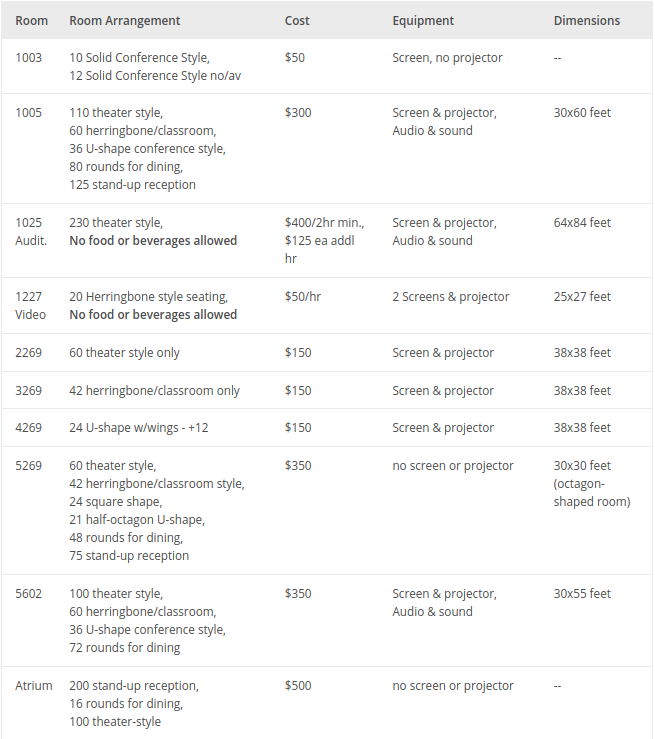 Room Room Arrangement Cost Equipment Dimensions
1003 10 Solid Conference Style, $50 Screen, no projector --
12 Solid Conference Style no/av
1005 110 theater style, $300 Screen & projector, 30x60 feet
60 herringbone/classroom, Audio & sound
36 U-shape conference style,
80 rounds for dining,
125 stand-up reception
1025 230 theater style, $400/2hr min., Screen & projector, 64x84 feet
Audit. No food or beverages allowed $125 ea addl Audio & sound
hr
1227 20 Herringbone style seating, $50/hr 2 Screens & projector 25x27 feet
Video No food or beverages allowed
2269 60 theater style only $150 Screen & projector 38x38 feet
3269 42 herringbone/classroom only $150 Screen & projector 38x38 feet
4269 24 U-shape w/wings - +12 $150 Screen & projector 38x38 feet
5269 60 theater style, $350 no screen or projector 30x30 feet
42 herringbone/classroom style, (octagon-
24 square shape, shaped room)
21 half-octagon U-shape,
48 rounds for dining,
75 stand-up reception
5602 100 theater style, $350 Screen & projector, 30x55 feet
60 herringbone/classroom, Audio & sound
36 U-shape conference style,
72 rounds for dining
Atrium 200 stand-up reception, $500 no screen or projector --
16 rounds for dining,
100 theater-style